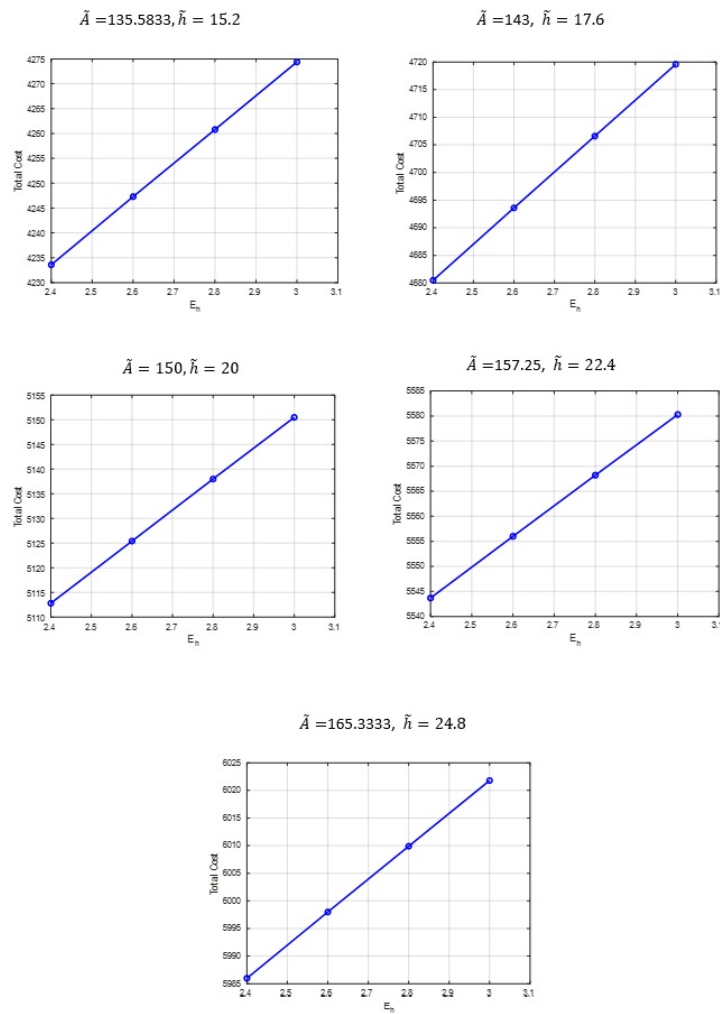 Ã =135.5833, h̃ = 15.2
4275
4270
4265
4260
4255
4250
4245
4240
4235
4230
Total Cost
2.4 2.5 2.6 2.7 2.8 2.9 3 3.1
E_h
Ã =143, h̃ = 17.6
4720
4715
4710
4705
4700
4695
4690
4685
4680
Total Cost
2.4 2.5 2.6 2.7 2.8 2.9 3 3.1
E_h
Ã = 150, h̃ = 20
5155
5150
5145
5140
5135
5130
5125
5120
5115
5110
Total Cost
2.4 2.5 2.6 2.7 2.8 2.9 3 3.1
E_h
Ã =157.25, h̃ = 22.4
5585
5580
5575
5570
5565
5560
5555
5550
5545
5540
Total Cost
2.4 2.5 2.6 2.7 2.8 2.9 3 3.1
E_h
Ã =165.3333, h̃ = 24.8
6025
6020
6015
6010
6005
6000
5995
5990
5985
Total Cost
2.4 2.5 2.6 2.7 2.8 2.9 3 3.1
E_h